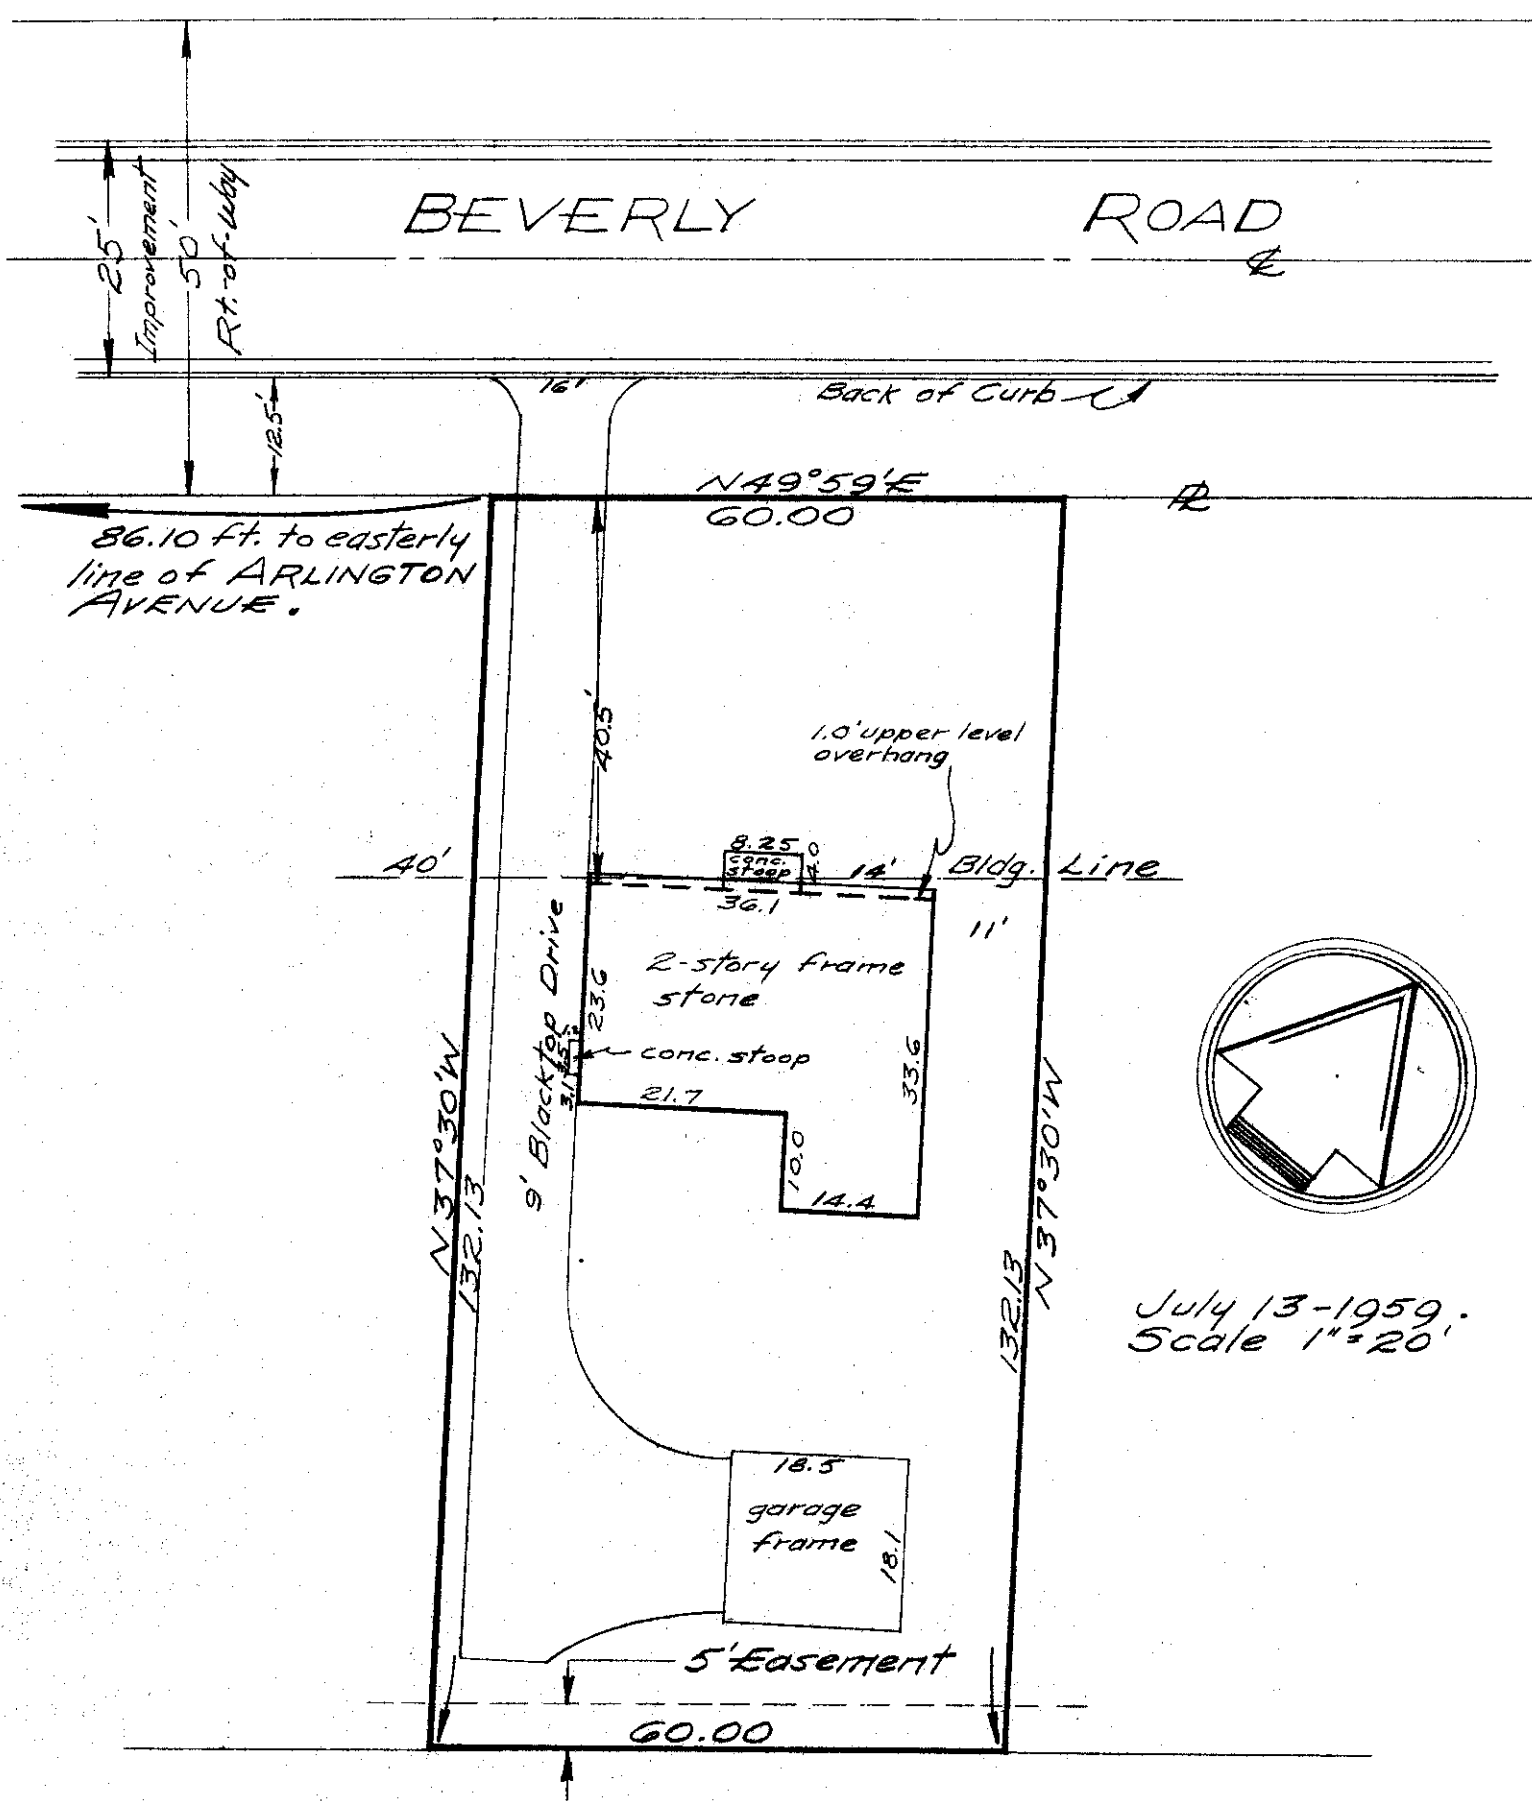 BEVERLY ROAD
℄
25'
Improvement
50'
Rt.-of-Way
12.5'
16'
Back of Curb
N49°59'E
60.00
℄
86.10 ft. to easterly
line of ARLINGTON
AVENUE.
40.5'
1.0' upper level
overhang
40'
8.25
conc.
stoop
4.0
14'
Bldg. Line
36.1
11'
2-story frame
stone
23.6
9' Blacktop Drive
conc. stoop
3.1
21.7
33.6
10.0
14.4
N37°30'W
132.13
N37°30'W
132.13
July 13-1959.
Scale 1"=20'
18.5
garage
frame
18.1
5' Easement
60.00